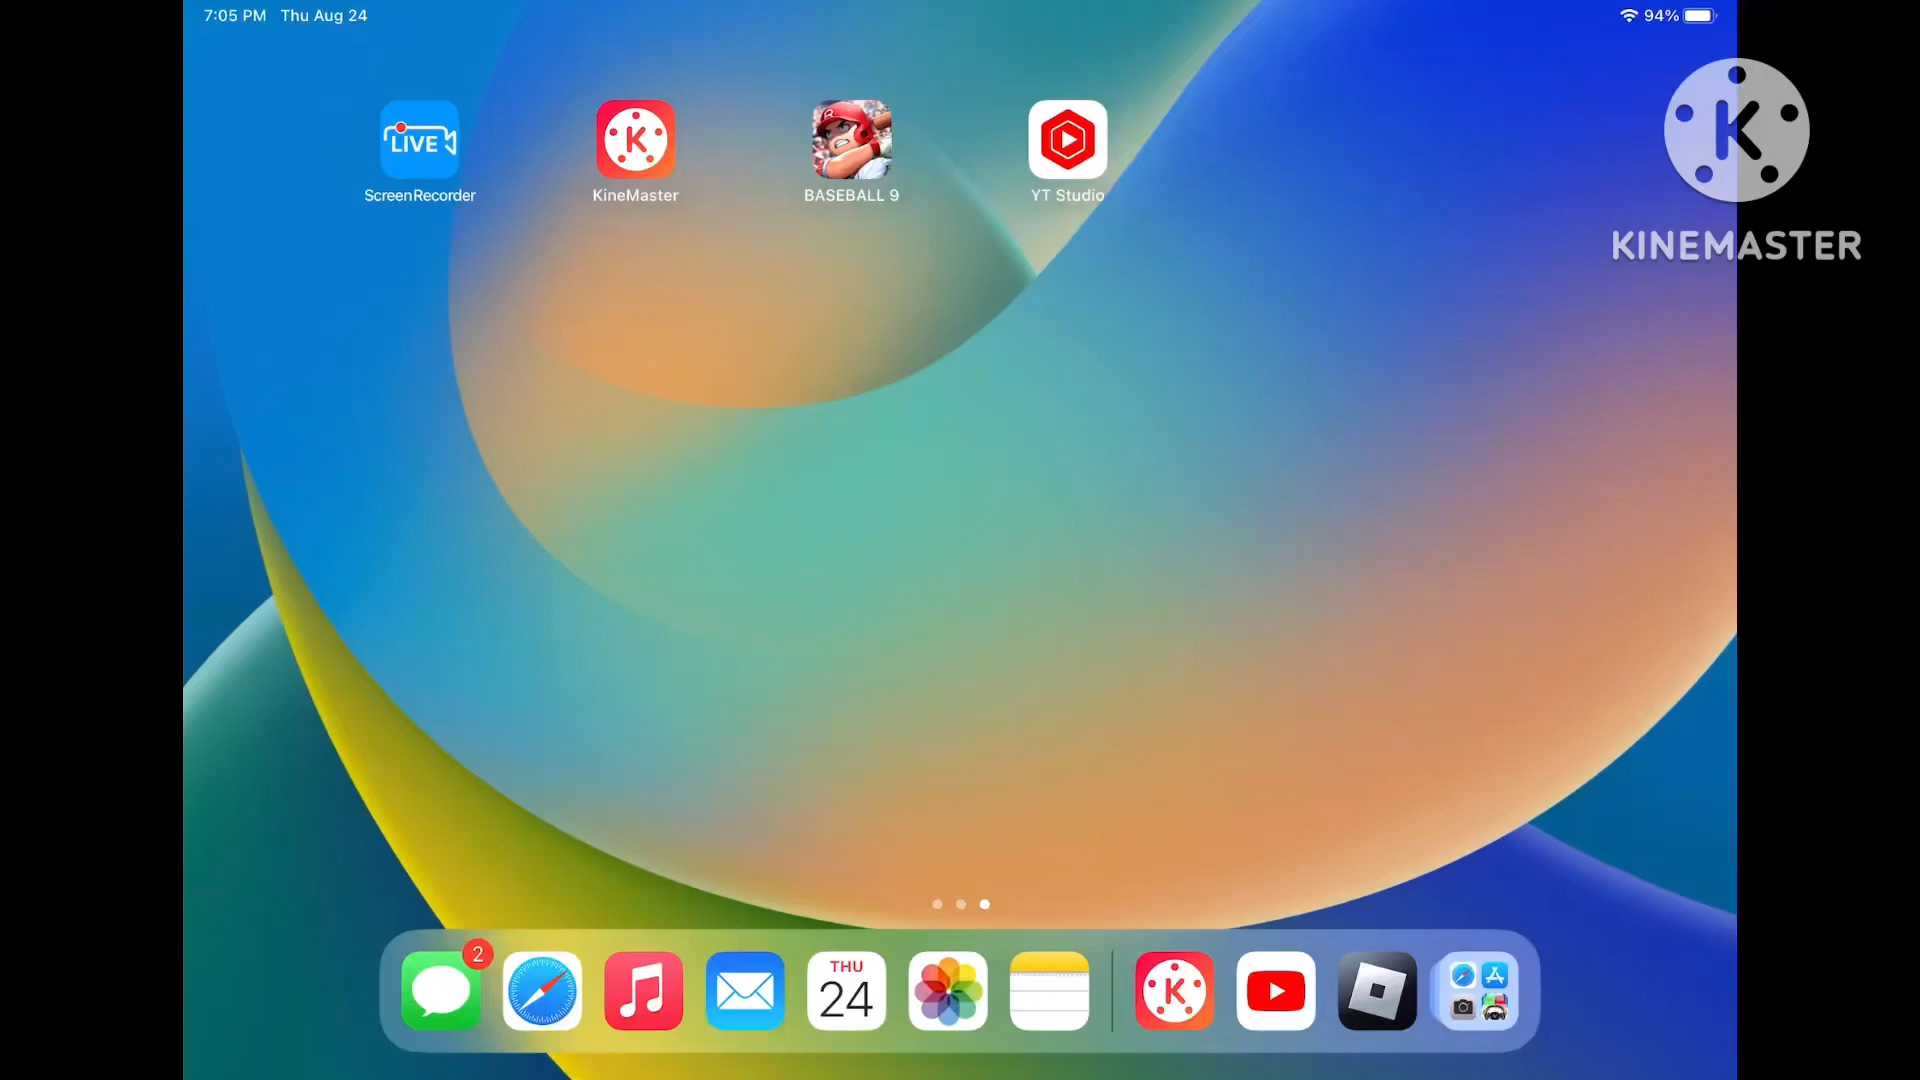 7:05 PM Thu Aug 24
94%
K
KINEMASTER
LIVE
K
R
ScreenRecorder
KineMaster
BASEBALL 9
YT Studio
2
THU
24
K